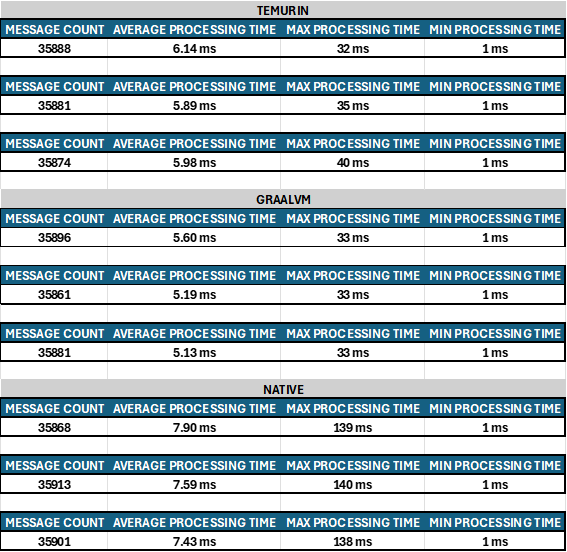 TEMURIN
MESSAGE COUNT AVERAGE PROCESSING TIME MAX PROCESSING TIME MIN PROCESSING TIME
35888 6.14 ms 32 ms 1 ms
MESSAGE COUNT AVERAGE PROCESSING TIME MAX PROCESSING TIME MIN PROCESSING TIME
35881 5.89 ms 35 ms 1 ms
MESSAGE COUNT AVERAGE PROCESSING TIME MAX PROCESSING TIME MIN PROCESSING TIME
35874 5.98 ms 40 ms 1 ms
GRAALVM
MESSAGE COUNT AVERAGE PROCESSING TIME MAX PROCESSING TIME MIN PROCESSING TIME
35896 5.60 ms 33 ms 1 ms
MESSAGE COUNT AVERAGE PROCESSING TIME MAX PROCESSING TIME MIN PROCESSING TIME
35861 5.19 ms 33 ms 1 ms
MESSAGE COUNT AVERAGE PROCESSING TIME MAX PROCESSING TIME MIN PROCESSING TIME
35881 5.13 ms 33 ms 1 ms
NATIVE
MESSAGE COUNT AVERAGE PROCESSING TIME MAX PROCESSING TIME MIN PROCESSING TIME
35868 7.90 ms 139 ms 1 ms
MESSAGE COUNT AVERAGE PROCESSING TIME MAX PROCESSING TIME MIN PROCESSING TIME
35913 7.59 ms 140 ms 1 ms
MESSAGE COUNT AVERAGE PROCESSING TIME MAX PROCESSING TIME MIN PROCESSING TIME
35901 7.43 ms 138 ms 1 ms